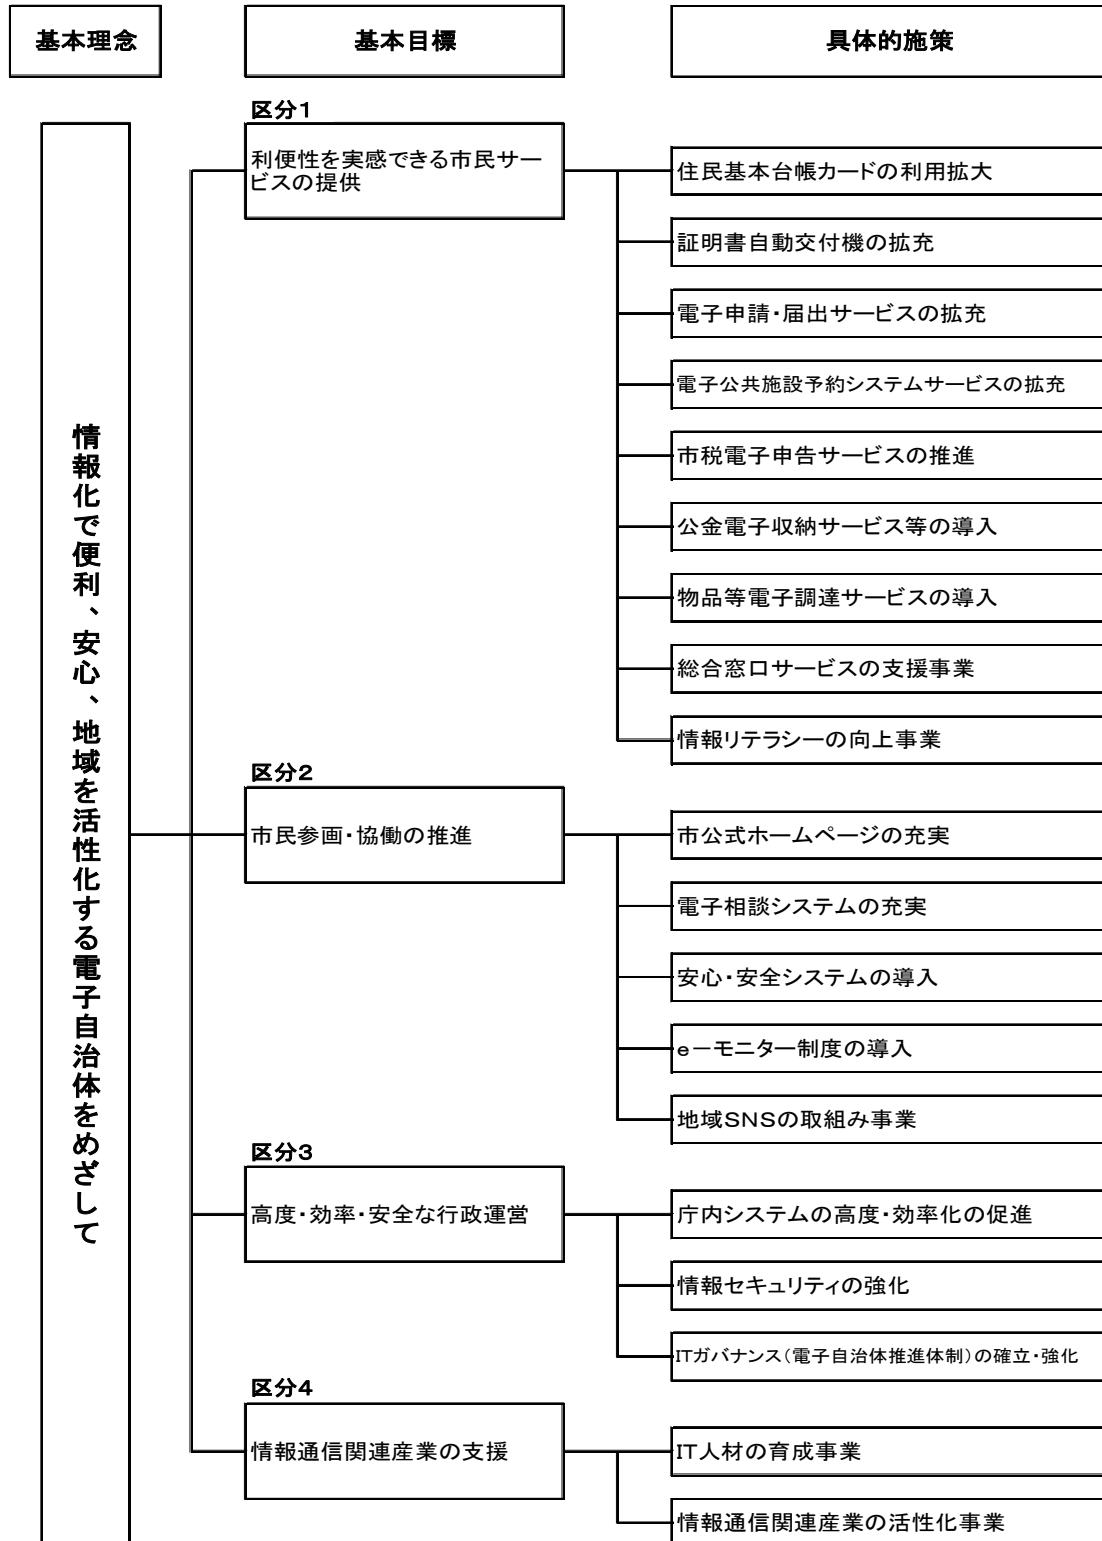 基本理念
基本目標
具体的施策
情報化で便利、安心、地域を活性化する電子自治体をめざして
区分1
利便性を実感できる市民サー
ビスの提供
住民基本台帳カードの利用拡大
証明書自動交付機の拡充
電子申請・届出サービスの拡充
電子公共施設予約システムサービスの拡充
市税電子申告サービスの推進
公金電子収納サービス等の導入
物品等電子調達サービスの導入
総合窓口サービスの支援事業
情報リテラシーの向上事業
区分2
市民参画・協働の推進
市公式ホームページの充実
電子相談システムの充実
安心・安全システムの導入
e－モニター制度の導入
地域SNSの取組み事業
区分3
高度・効率・安全な行政運営
庁内システムの高度・効率化の促進
情報セキュリティの強化
ITガバナンス（電子自治体推進体制）の確立・強化
区分4
情報通信関連産業の支援
IT人材の育成事業
情報通信関連産業の活性化事業